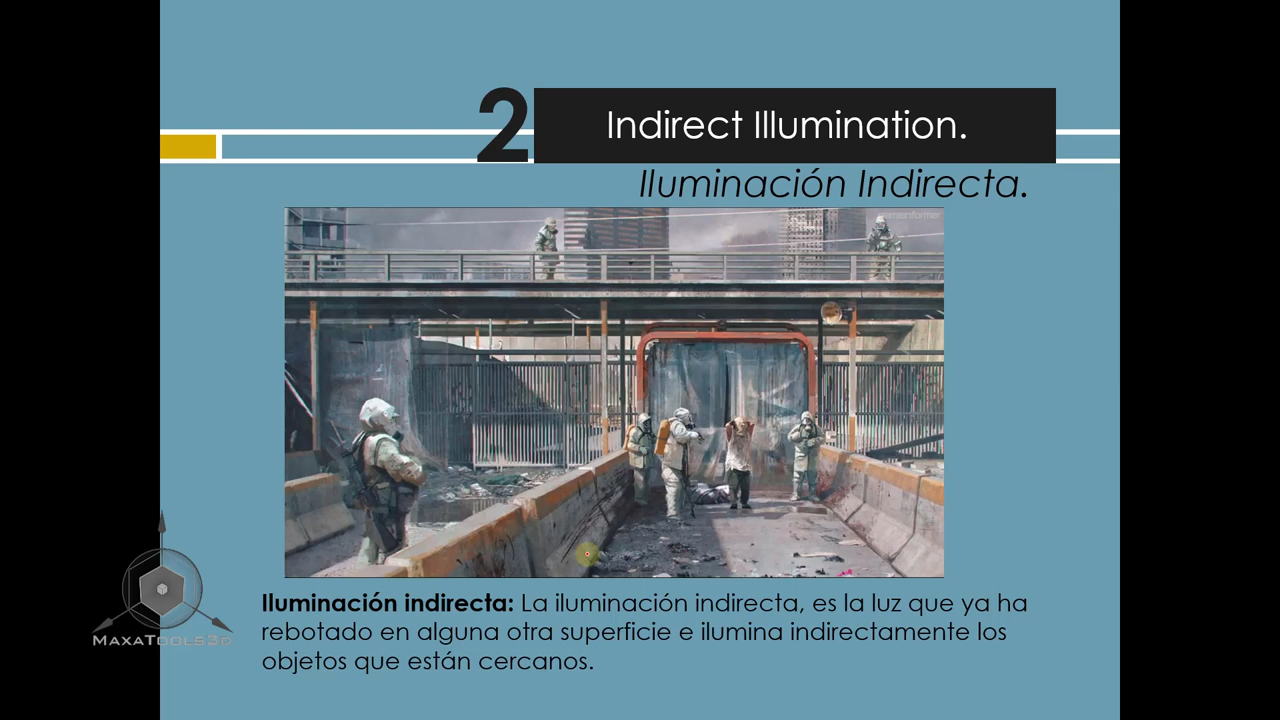 2
Indirect Illumination.
Iluminación Indirecta.
Iluminación indirecta: La iluminación indirecta, es la luz que ya ha
rebotado en alguna otra superficie e ilumina indirectamente los
objetos que están cercanos.
MAXATOOLS3D